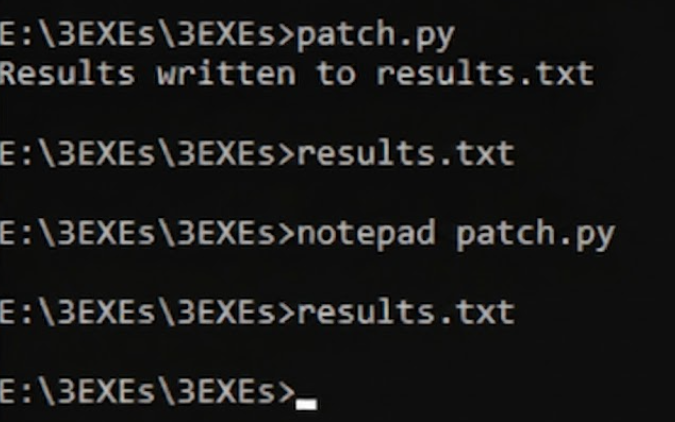 E:\3EXEs\3EXEs>patch.py
Results written to results.txt
E:\3EXEs\3EXEs>results.txt
E:\3EXEs\3EXEs>notepad patch.py
E:\3EXEs\3EXEs>results.txt
E:\3EXEs\3EXEs>